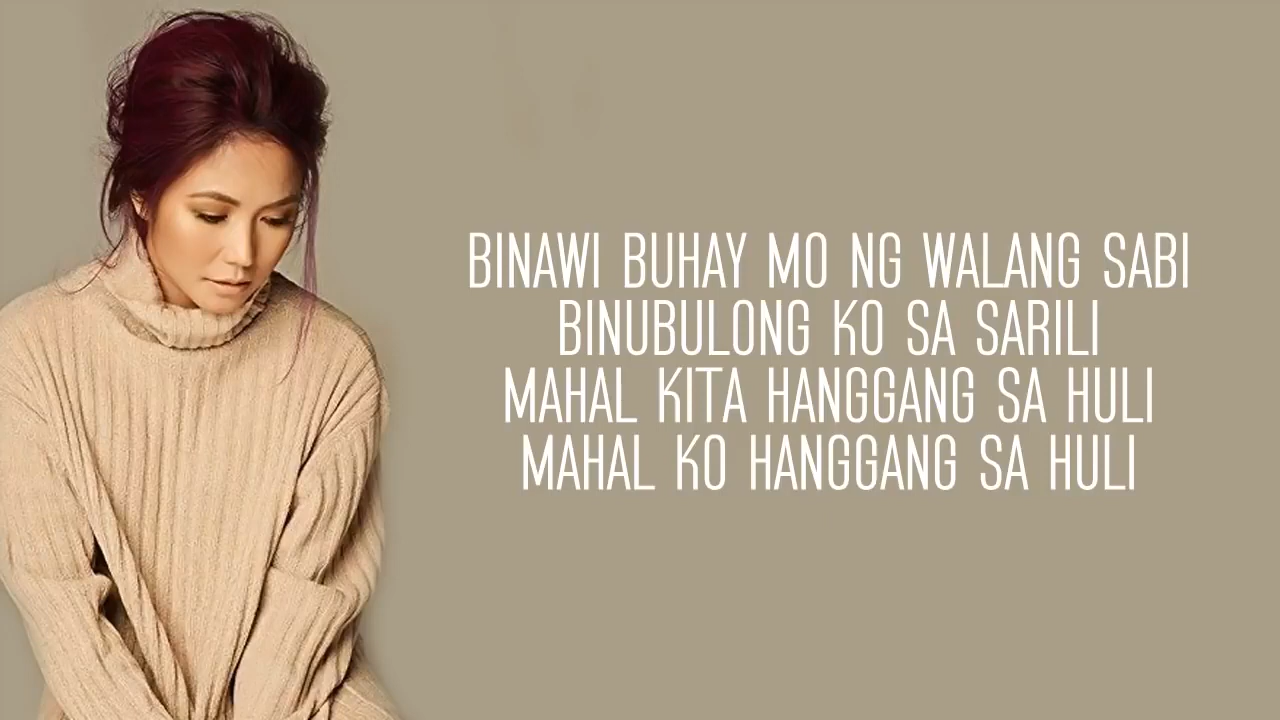 BINAWI BUHAY MO NG WALANG SABI
BINUBULONG KO SA SARILI
MAHAL KITA HANGGANG SA HULI
MAHAL KO HANGGANG SA HULI